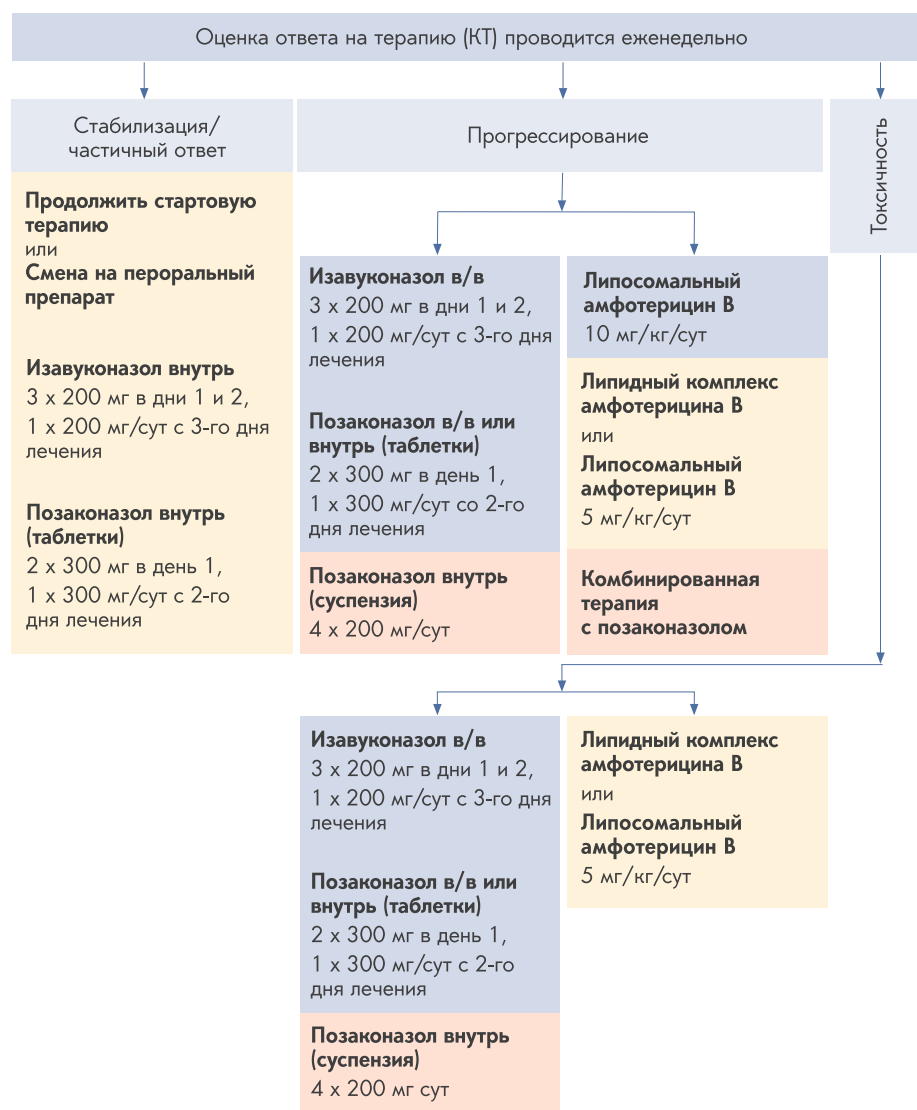 Оценка ответа на терапию (КТ) проводится еженедельно
Стабилизация/
частичный ответ
Продолжить стартовую
терапию
или
Смена на пероральный
препарат
Изавуконазол внутрь
3 x 200 мг в дни 1 и 2,
1 x 200 мг/сут с 3-го дня
лечения
Позаконазол внутрь
(таблетки)
2 x 300 мг в день 1,
1 x 300 мг/сут с 2-го
дня лечения
Прогрессирование
Изавуконазол в/в
3 x 200 мг в дни 1 и 2,
1 x 200 мг/сут с 3-го дня
лечения
Позаконазол в/в или
внутрь (таблетки)
2 x 300 мг в день 1,
1 x 300 мг/сут со 2-го
дня лечения
Позаконазол внутрь
(суспензия)
4 x 200 мг/сут
Липосомальный
амфотерицин В
10 мг/кг/сут
Липидный комплекс
амфотерицина В
или
Липосомальный
амфотерицин В
5 мг/кг/сут
Комбинированная
терапия
с позаконазолом
Токсичность
Изавуконазол в/в
3 x 200 мг в дни 1 и 2,
1 x 200 мг/сут с 3-го дня
лечения
Позаконазол в/в или
внутрь (таблетки)
2 x 300 мг в день 1,
1 x 300 мг/сут с 2-го
дня лечения
Позаконазол внутрь
(суспензия)
4 x 200 мг сут
Липидный комплекс
амфотерицина В
или
Липосомальный
амфотерицин В
5 мг/кг/сут